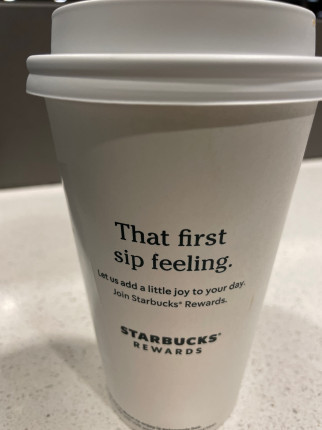 That first
sip feeling.
Let us add a little joy to your day.
Join Starbucks® Rewards.
STARBUCKS®
REWARDS